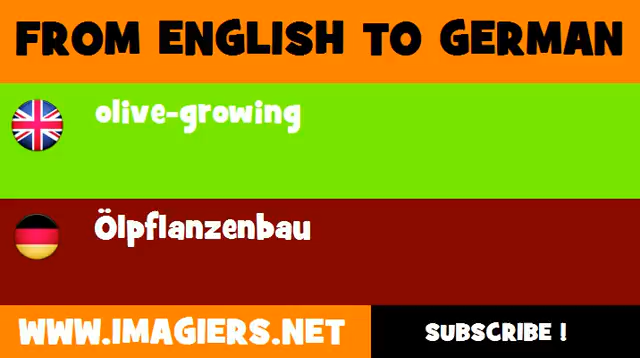 FROM ENGLISH TO GERMAN
olive-growing
Ölpflanzenbau
WWW.IMAGIERS.NET
SUBSCRIBE !